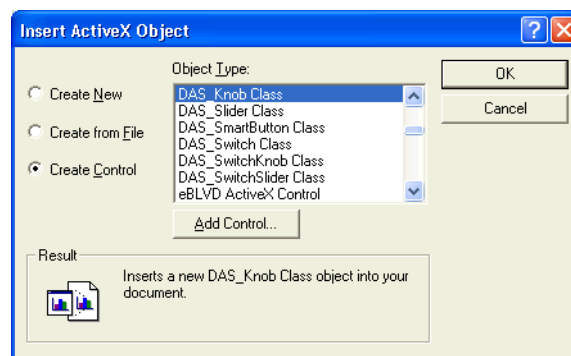 Insert ActiveX Object
Object Type:
Create New
Create from File
Create Control
DAS_Knob Class
DAS_Slider Class
DAS_SmartButton Class
DAS_Switch Class
DAS_SwitchKnob Class
DAS_SwitchSlider Class
eBLVD ActiveX Control
Add Control...
OK
Cancel
Result
Inserts a new DAS_Knob Class object into your
document.